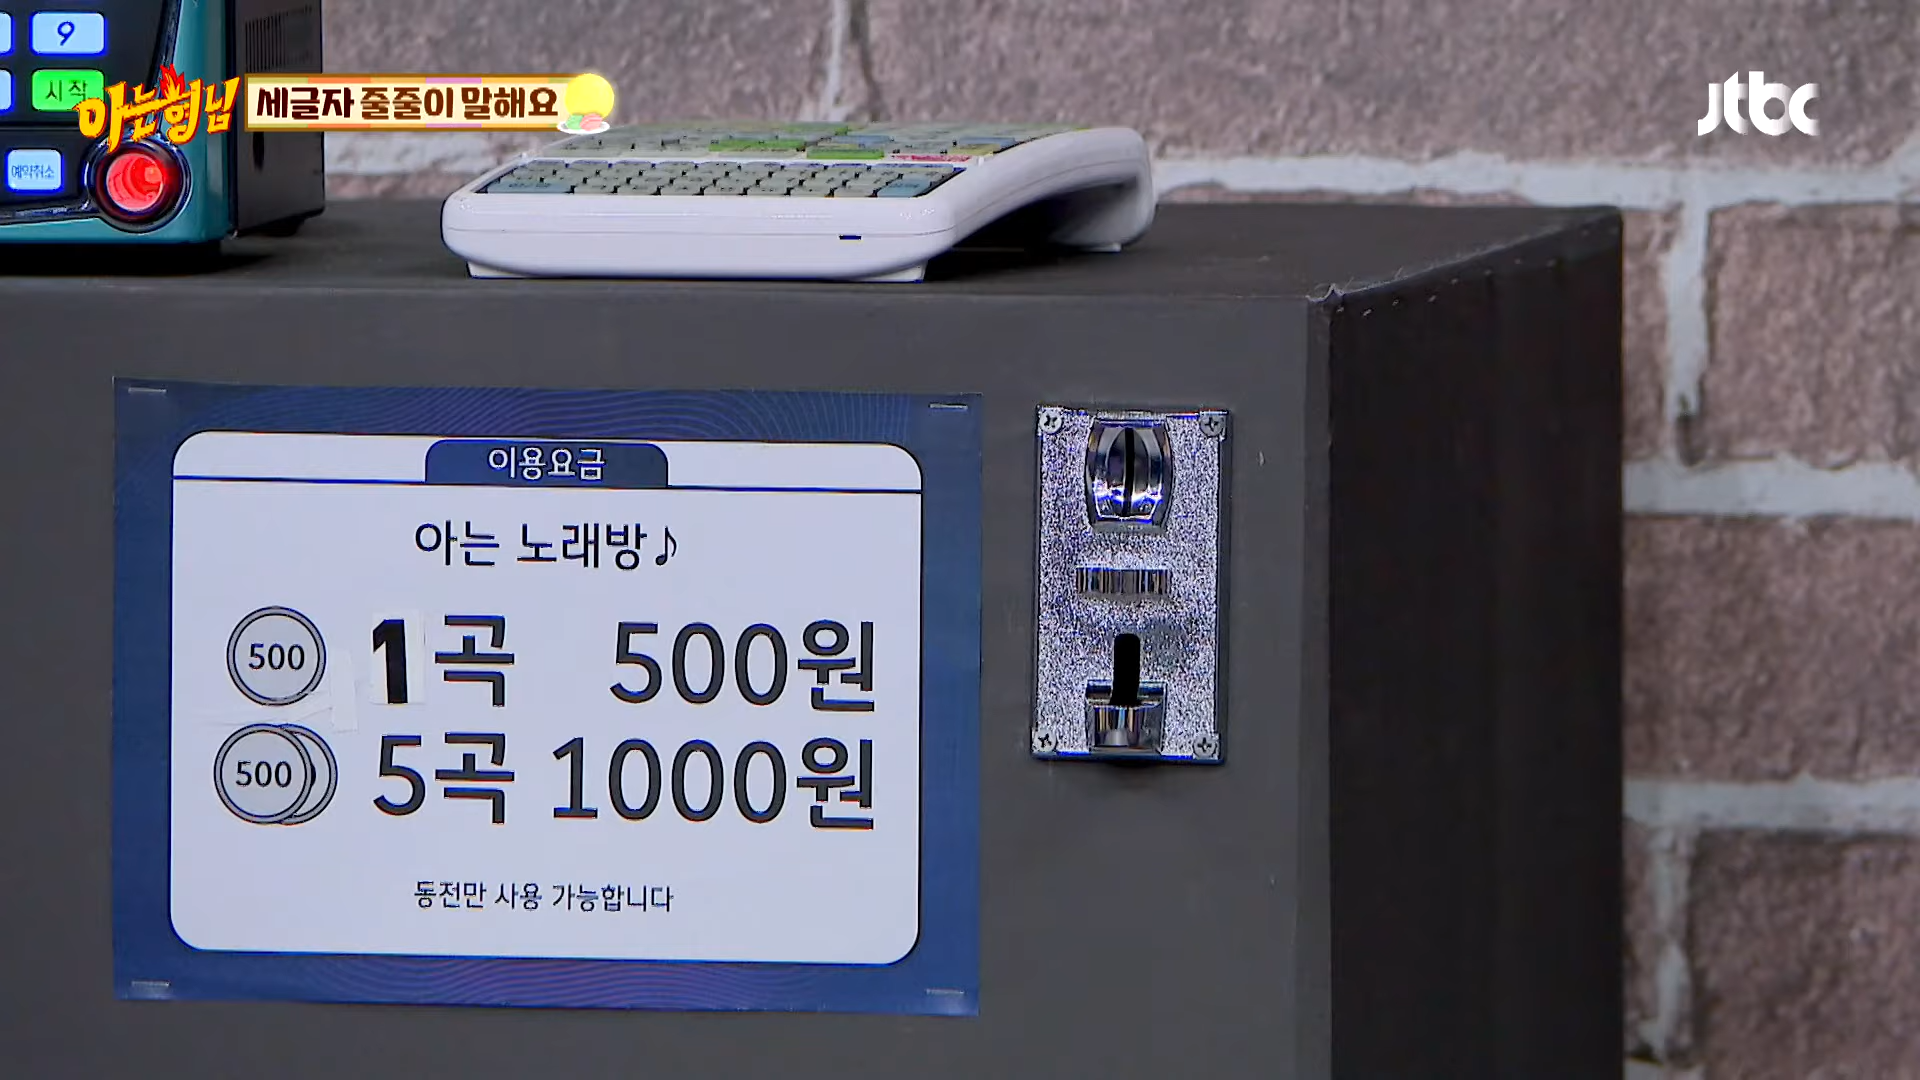 9
시작
예약취소
아는형님
세글자 줄줄이 말해요
jtbc
이용요금
아는 노래방♪
500 1곡 500원
500 5곡 1000원
동전만 사용 가능합니다